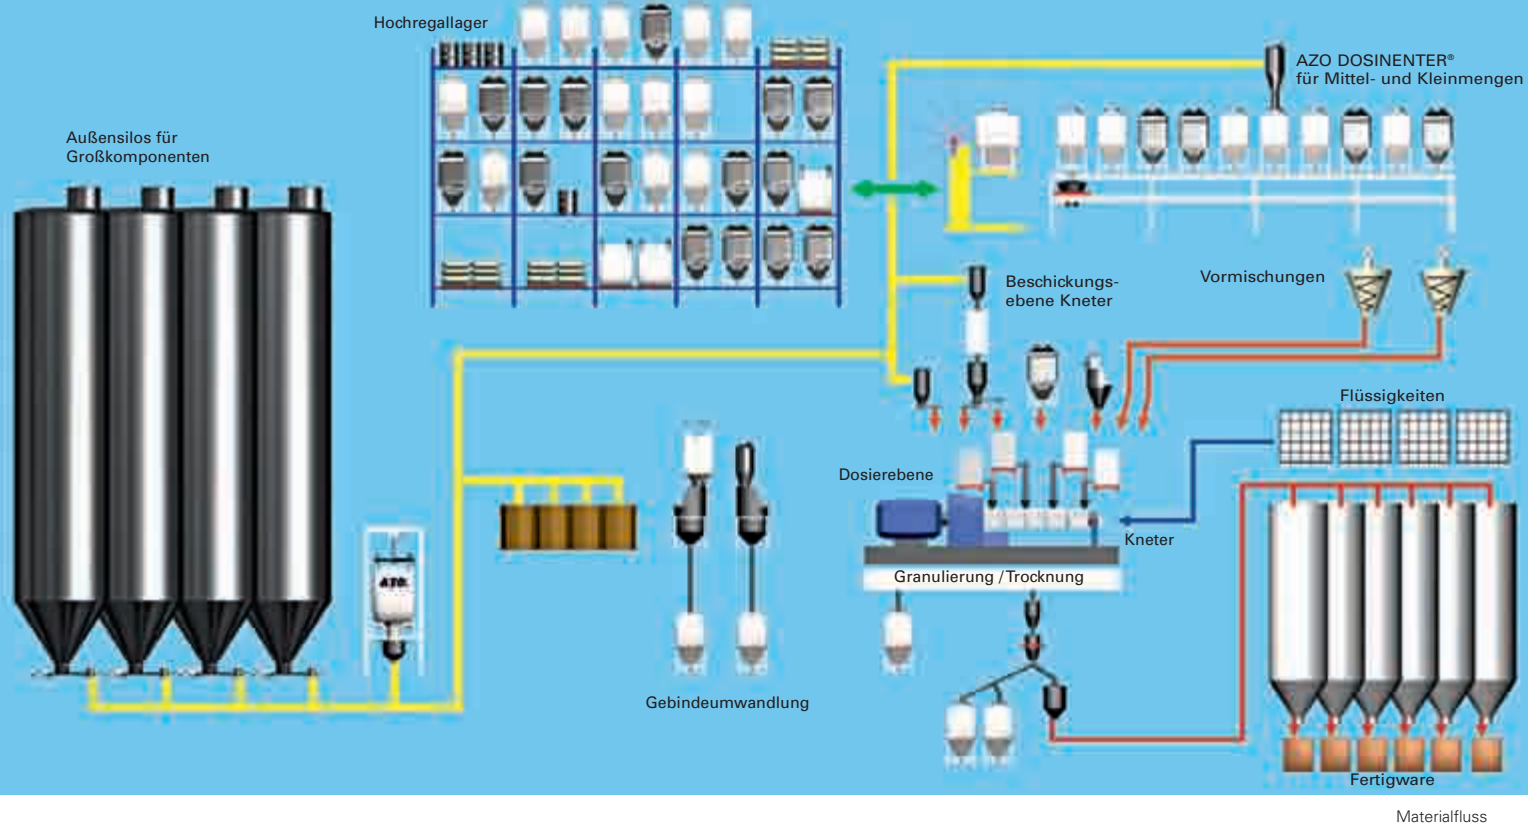 Hochregallager
AZO DOSINENTER®
für Mittel- und Kleinmengen
Außensilos für
Großkomponenten
Beschickungs-
ebene Kneter
Vormischungen
Flüssigkeiten
Dosierebene
Kneter
AZO.
Granulierung / Trocknung
Gebindeumwandlung
Fertigware
Materialfluss